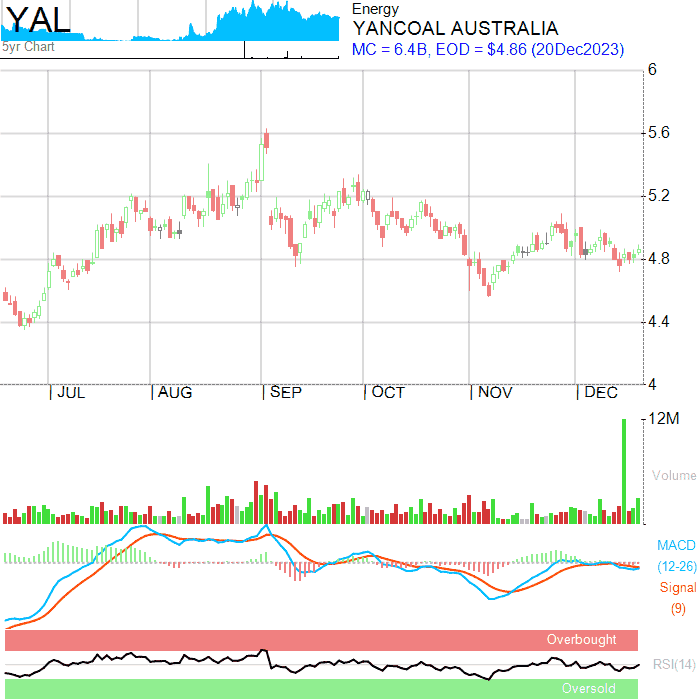 YAL
5yr Chart
Energy
YANCOAL AUSTRALIA
MC = 6.4B, EOD = $4.86 (20Dec2023)
6
5.6
5.2
4.8
4.4
4
JUL AUG SEP OCT NOV DEC
12M
Volume
MACD
(12-26)
Signal
(9)
Overbought
RSI(14)
Oversold